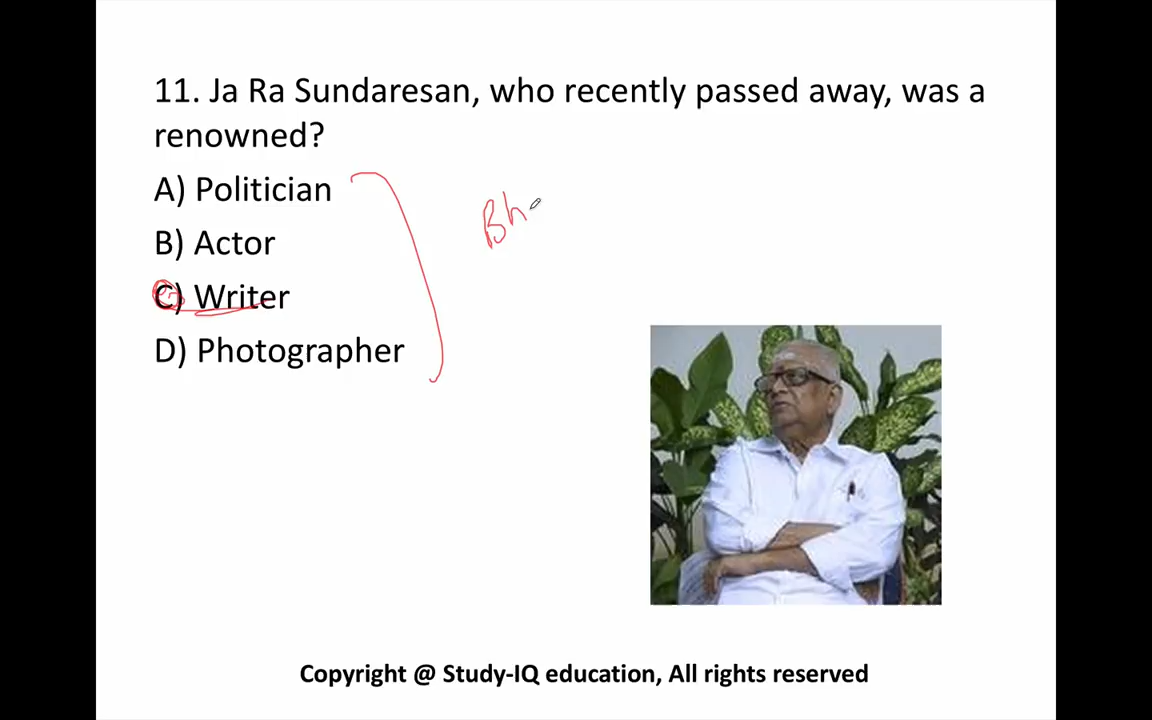 11. Ja Ra Sundaresan, who recently passed away, was a
renowned?
A) Politician
B) Actor
C) Writer
D) Photographer
Bh
Copyright @ Study-IQ education, All rights reserved